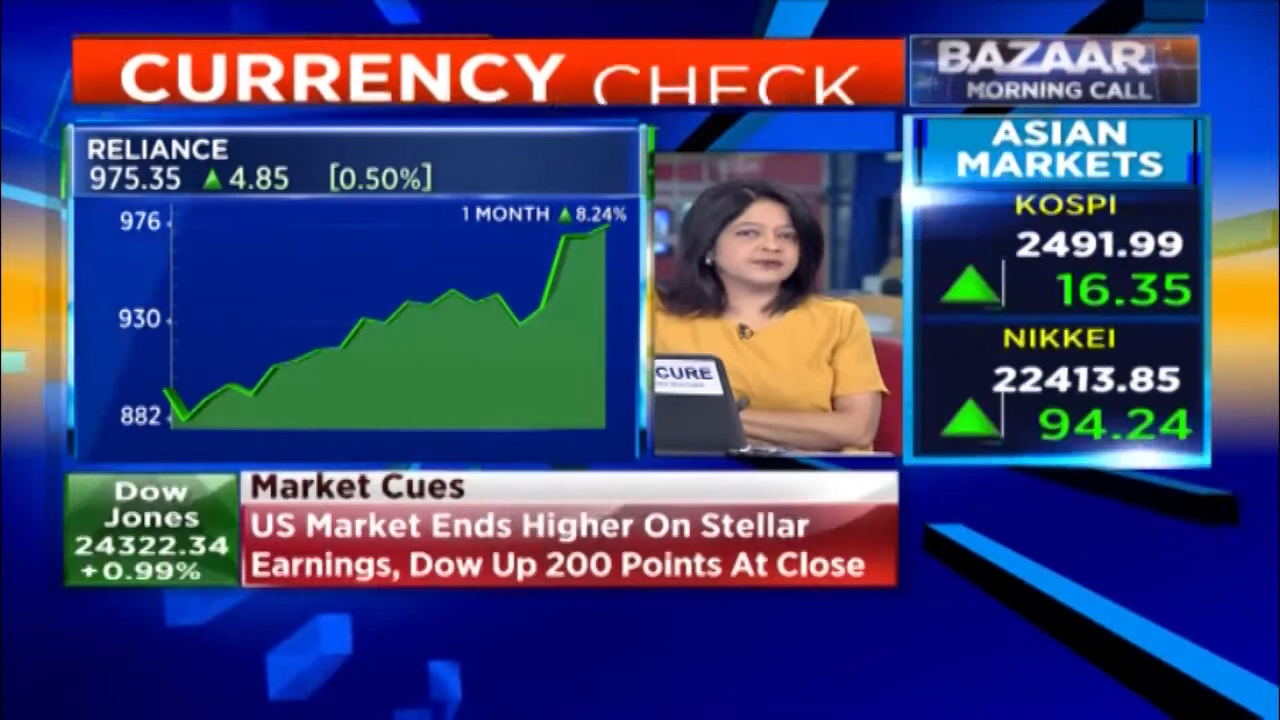 CURRENCY CHECK
BAZAAR
MORNING CALL
RELIANCE
975.35 ▲ 4.85 [0.50%]
1 MONTH ▲ 8.24%
976
930
882
CURE
ASIAN
MARKETS
KOSPI
2491.99
▲ 16.35
NIKKEI
22413.85
▲ 94.24
Dow
Jones
24322.34
+0.99%
Market Cues
US Market Ends Higher On Stellar
Earnings, Dow Up 200 Points At Close